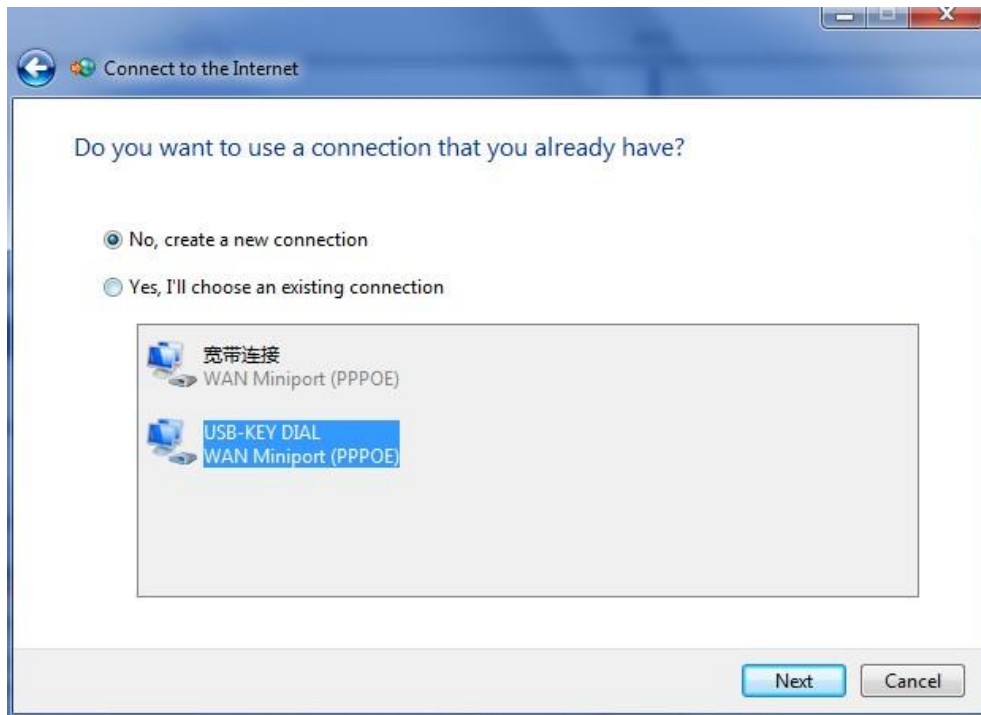 Connect to the Internet
Do you want to use a connection that you already have?
No, create a new connection
Yes, I'll choose an existing connection
宽带连接
WAN Miniport (PPPOE)
USB-KEY DIAL
WAN Miniport (PPPOE)
Next
Cancel